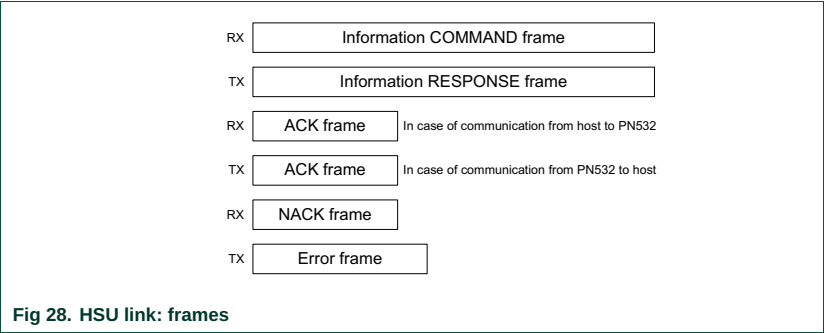 RX Information COMMAND frame
TX Information RESPONSE frame
RX ACK frame In case of communication from host to PN532
TX ACK frame In case of communication from PN532 to host
RX NACK frame
TX Error frame
Fig 28. HSU link: frames